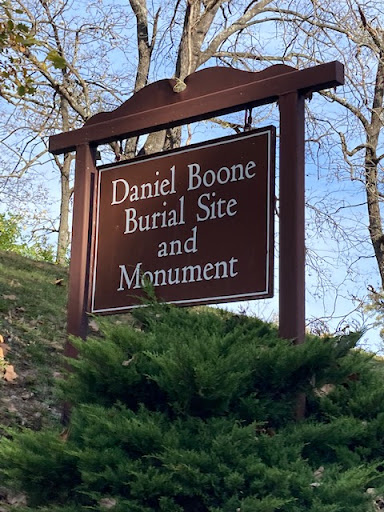 Daniel Boone
Burial Site
and
Monument